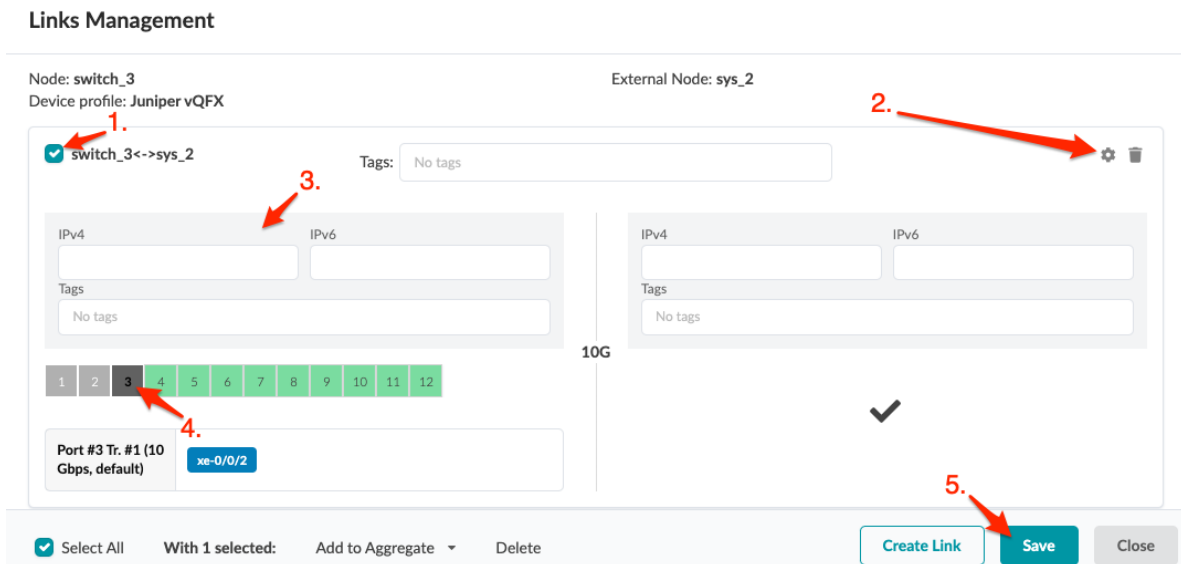 Links Management
Node: switch_3
External Node: sys_2
Device profile: Juniper vQFX
1.
2.
switch_3<->sys_2
Tags: No tags
3.
IPv4 IPv6
IPv4 IPv6
Tags
Tags
No tags
No tags
10G
1 2 3 4 5 6 7 8 9 10 11 12
4.
Port #3 Tr. #1 (10
Gbps, default)
xe-0/0/2
5.
Select All With 1 selected: Add to Aggregate Delete Create Link Save Close